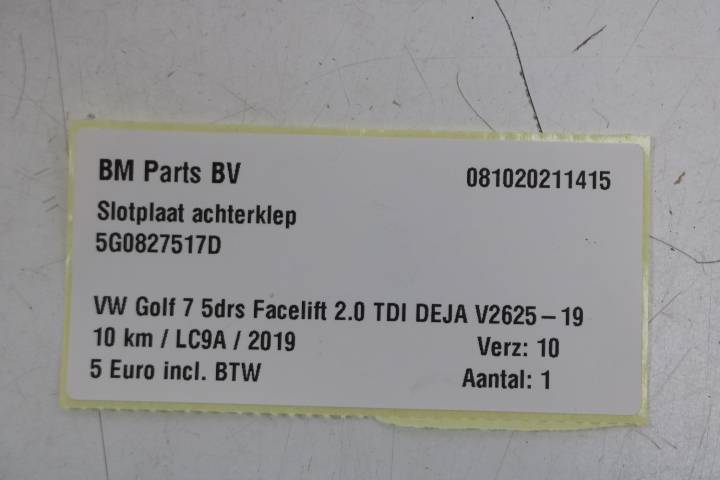 BM Parts BV 081020211415
Slotplaat achterklep
5G0827517D
VW Golf 7 5drs Facelift 2.0 TDI DEJA V2625-19
10 km / LC9A / 2019 Verz: 10
5 Euro incl. BTW Aantal: 1